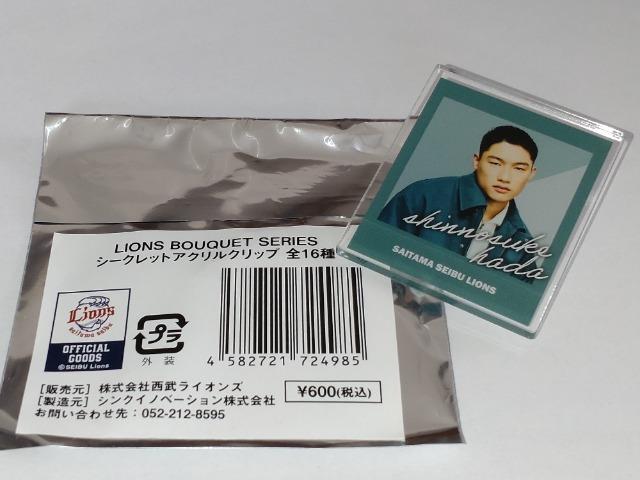 LIONS BOUQUET SERIES
シークレットアクリルクリップ 全16種
Lions
seitama seibu
OFFICIAL
GOODS
©SEIBU Lions
プラ
外装
4 582721 724985
[販売元] 株式会社西武ライオンズ
[製造元] シンクイノベーション株式会社
お問い合わせ先：052-212-8595
¥600(税込)
shinnosuke
hada
SAITAMA SEIBU LIONS